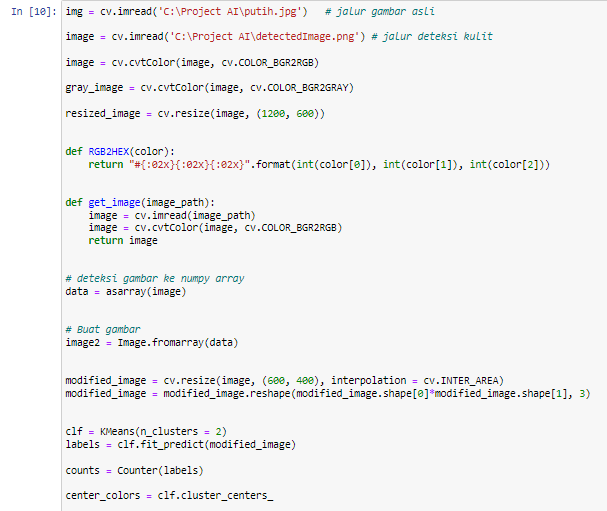 In [10]: img = cv.imread('C:\Project AI\putih.jpg')   # jalur gambar asli
image = cv.imread('C:\Project AI\detectedImage.png') # jalur deteksi kulit
image = cv.cvtColor(image, cv.COLOR_BGR2RGB)
gray_image = cv.cvtColor(image, cv.COLOR_BGR2GRAY)
resized_image = cv.resize(image, (1200, 600))
def RGB2HEX(color):
    return "#{:02x}{:02x}{:02x}".format(int(color[0]), int(color[1]), int(color[2]))
def get_image(image_path):
    image = cv.imread(image_path)
    image = cv.cvtColor(image, cv.COLOR_BGR2RGB)
    return image
# deteksi gambar ke numpy array
data = asarray(image)
# Buat gambar
image2 = Image.fromarray(data)
modified_image = cv.resize(image, (600, 400), interpolation = cv.INTER_AREA)
modified_image = modified_image.reshape(modified_image.shape[0]*modified_image.shape[1], 3)
clf = KMeans(n_clusters = 2)
labels = clf.fit_predict(modified_image)
counts = Counter(labels)
center_colors = clf.cluster_centers_